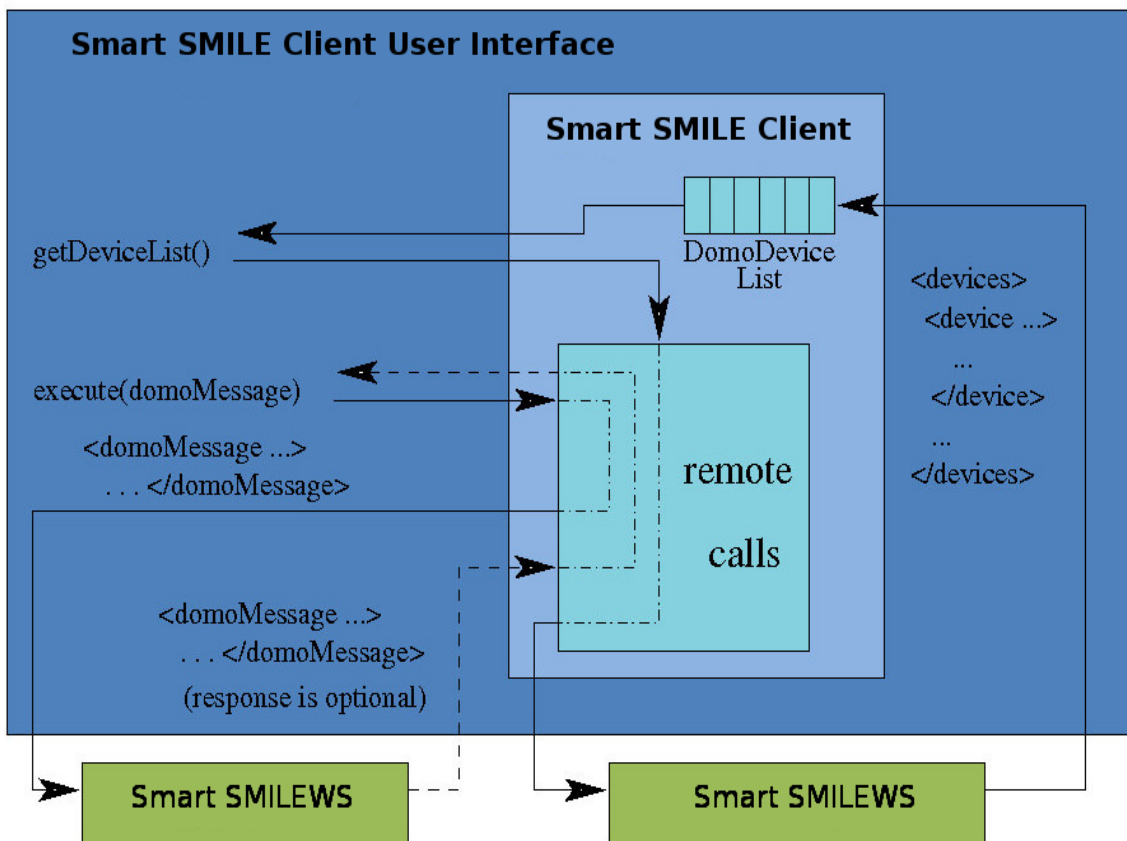 Smart SMILE Client User Interface
Smart SMILE Client
DomoDevice
List
getDeviceList()
<devices>
<device ...>
...
</device>
...
</devices>
execute(domoMessage)
<domoMessage ...>
. . . </domoMessage>
remote
calls
<domoMessage ...>
. . . </domoMessage>
(response is optional)
Smart SMILEWS
Smart SMILEWS